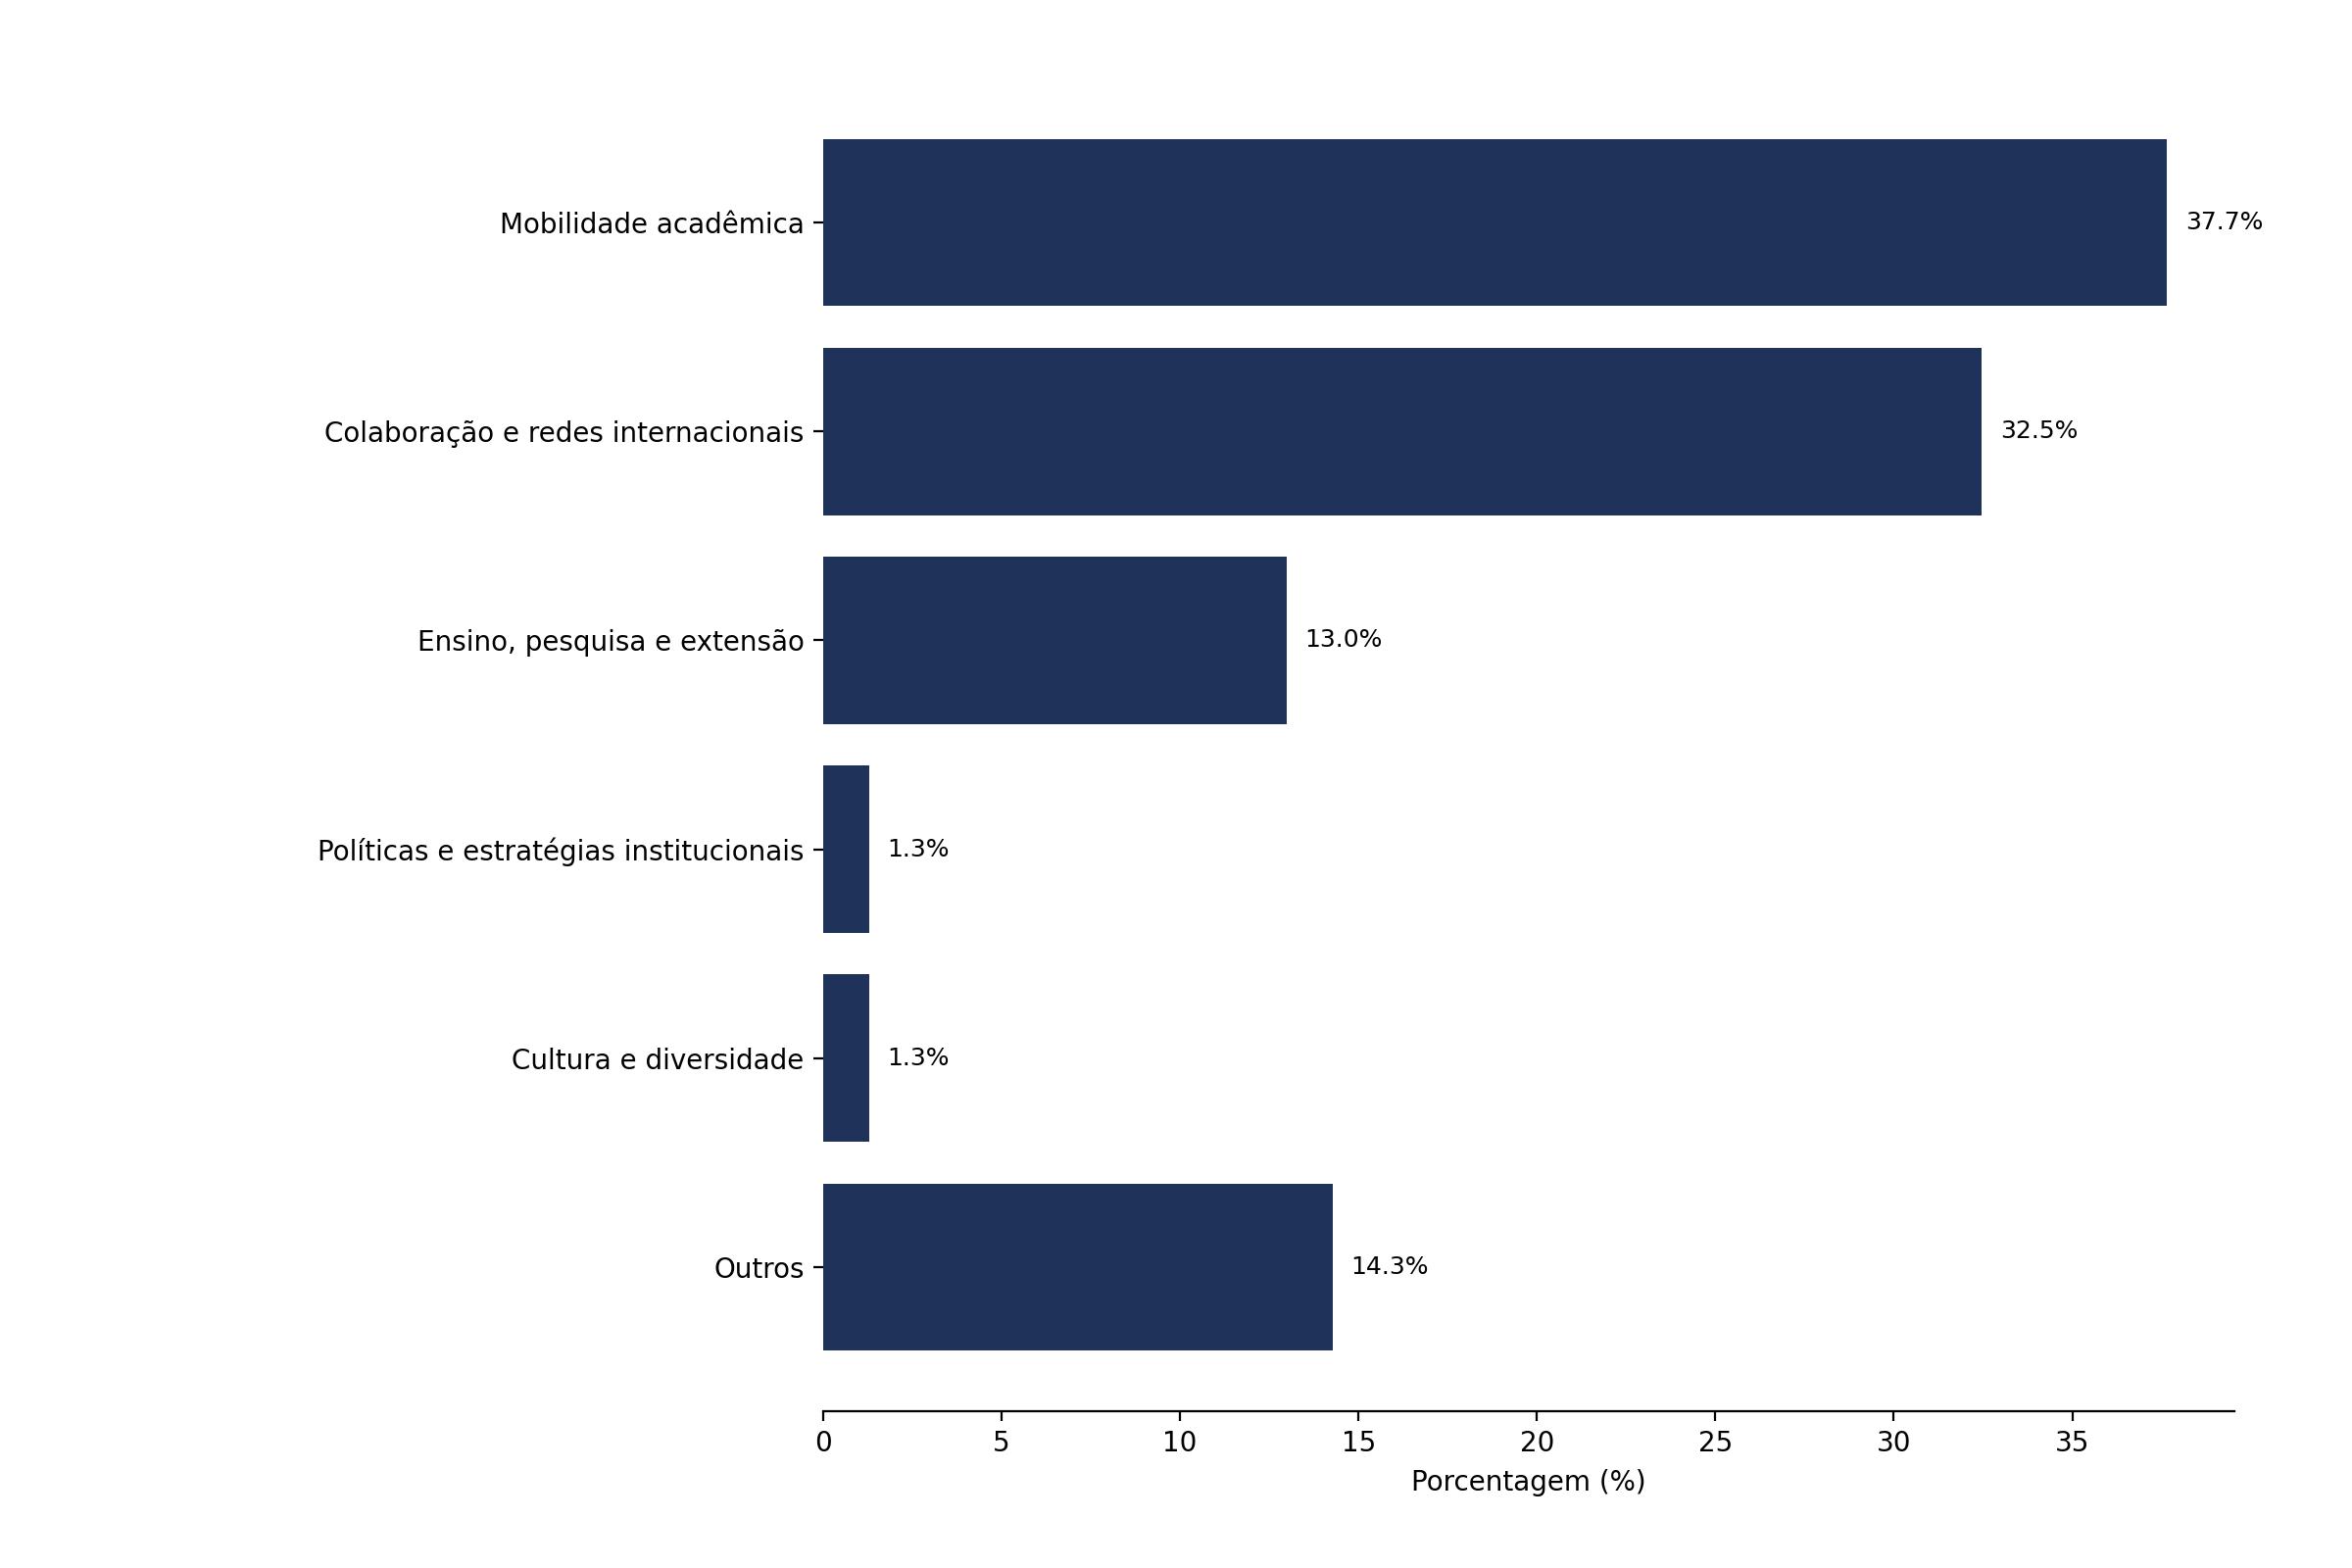 Mobilidade acadêmica 37.7%
Colaboração e redes internacionais 32.5%
Ensino, pesquisa e extensão 13.0%
Políticas e estratégias institucionais 1.3%
Cultura e diversidade 1.3%
Outros 14.3%
0 5 10 15 20 25 30 35
Porcentagem (%)